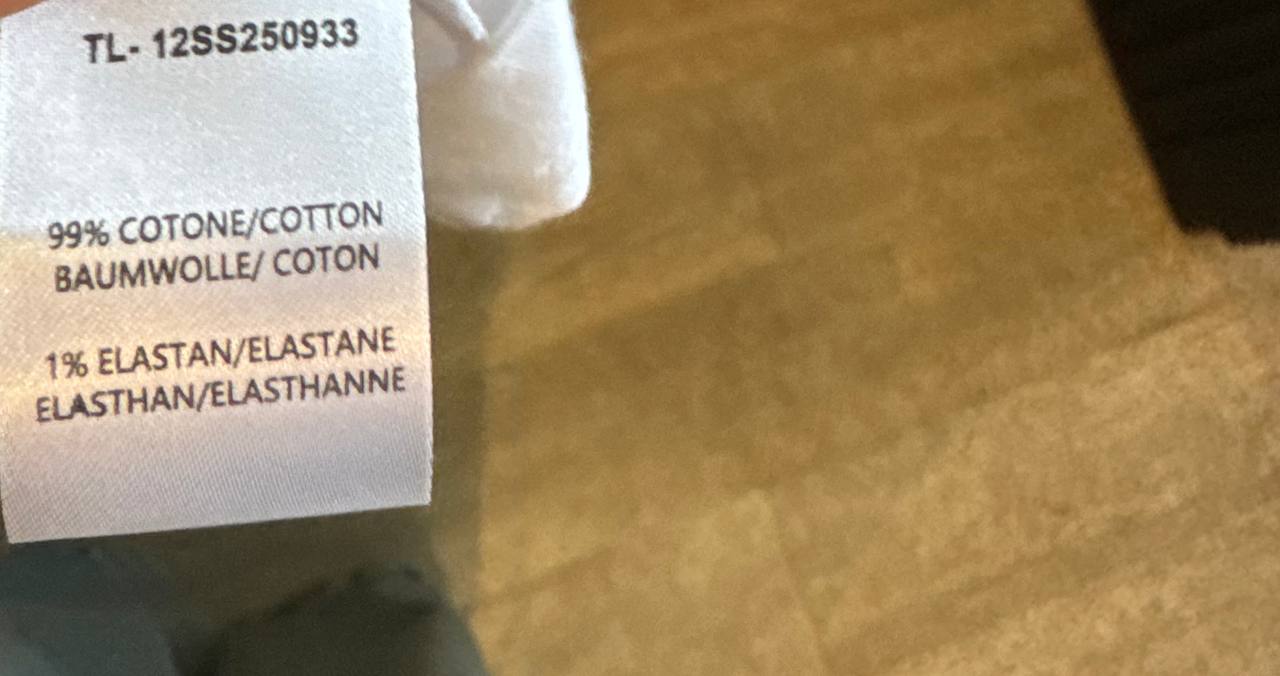 TL- 12SS250933
99% COTONE/COTTON
BAUMWOLLE/ COTON
1% ELASTAN/ELASTANE
ELASTHAN/ELASTHANNE